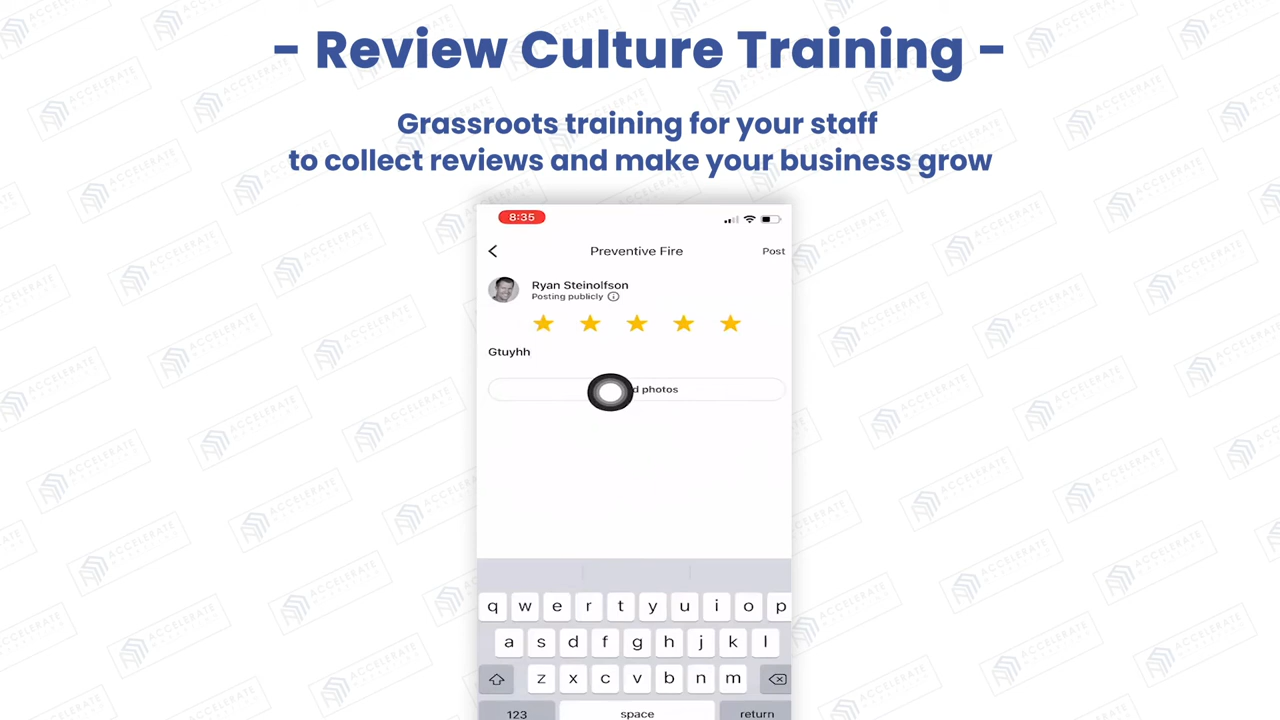 - Review Culture Training -
Grassroots training for your staff
to collect reviews and make your business grow
8:35
Preventive Fire
Post
Ryan Steinolfson
Posting publicly
Gtuyhh
photos
q w e r t y u i o p
a s d f g h j k l
z x c v b n m
123 space return
ACCELERATE